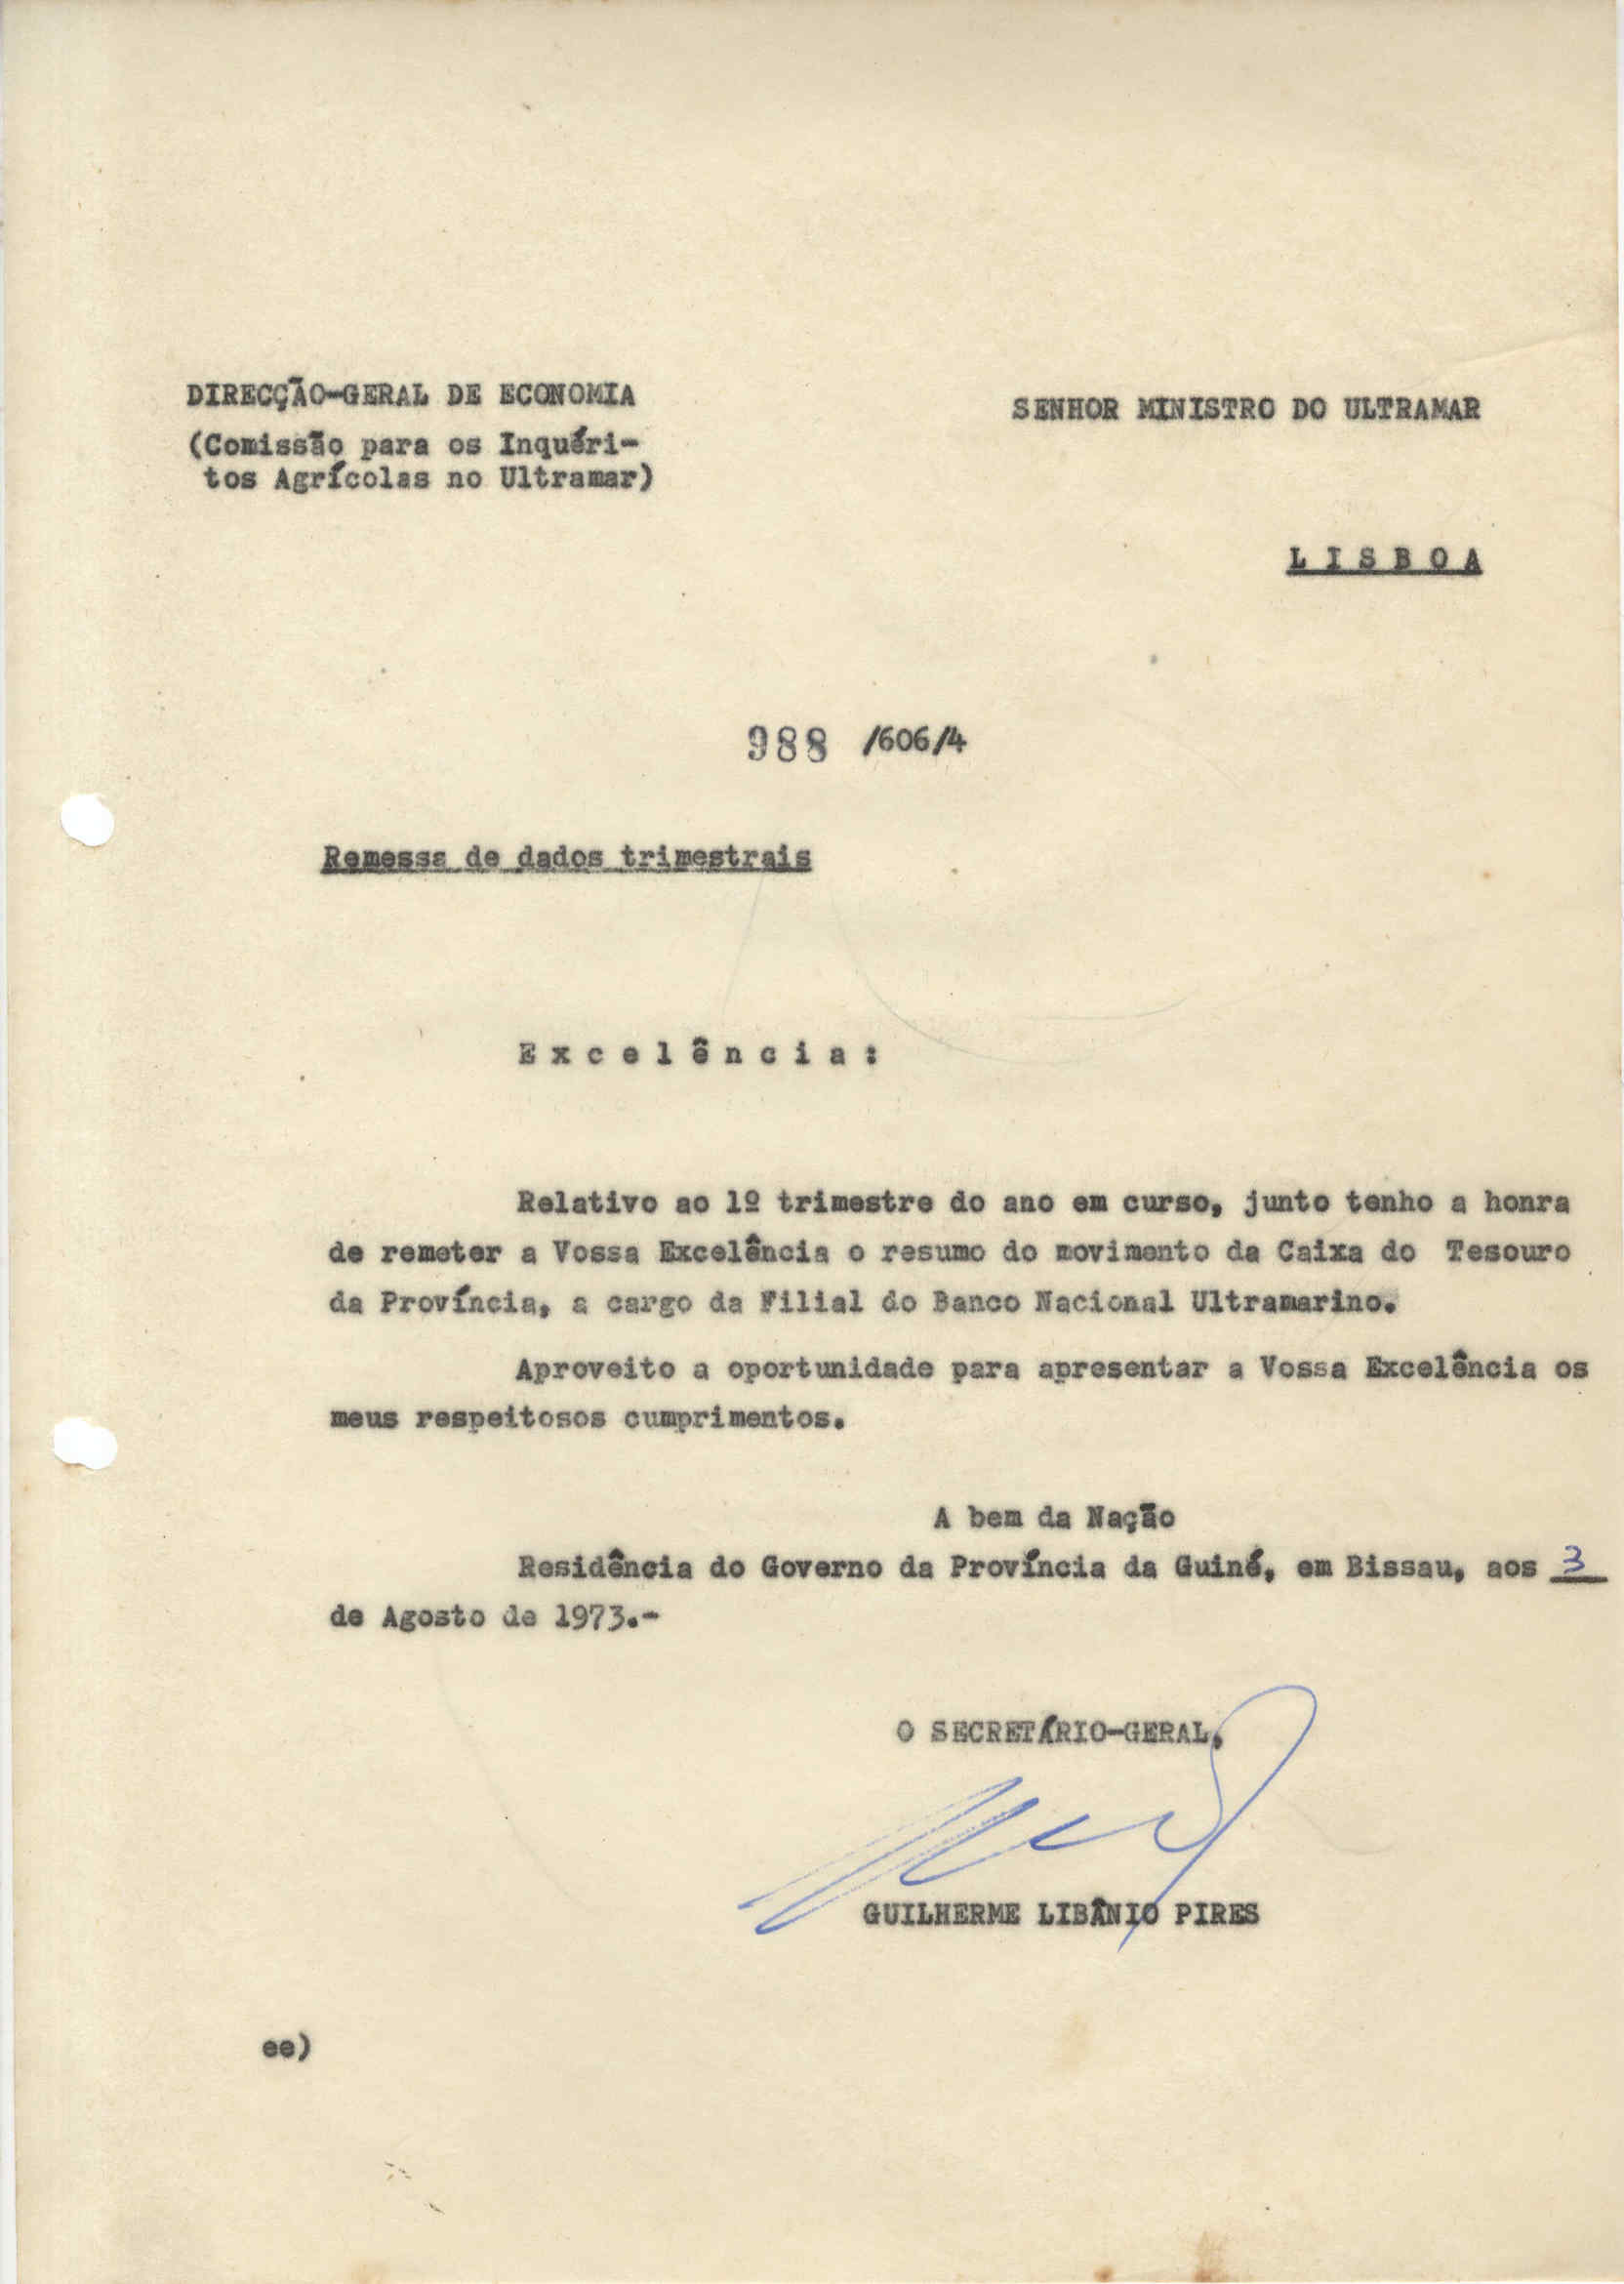 DIRECÇÃO-GERAL DE ECONOMIA
(Comissão para os Inquéri-
tos Agrícolas no Ultramar)
SENHOR MINISTRO DO ULTRAMAR
L I S B O A
988 /606/4
Remessa de dados trimestrais
E x c e l ê n c i a :
Relativo ao 1º trimestre do ano em curso, junto tenho a honra
de remeter a Vossa Excelência o resumo do movimento da Caixa do Tesouro
da Província, a cargo da Filial do Banco Nacional Ultramarino.
Aproveito a oportunidade para apresentar a Vossa Excelência os
meus respeitosos cumprimentos.
A bem da Nação
Residência do Governo da Província da Guiné, em Bissau, aos 3
de Agosto de 1973.-
O SECRETÁRIO-GERAL,
GUILHERME LIBÂNIO PIRES
ee)